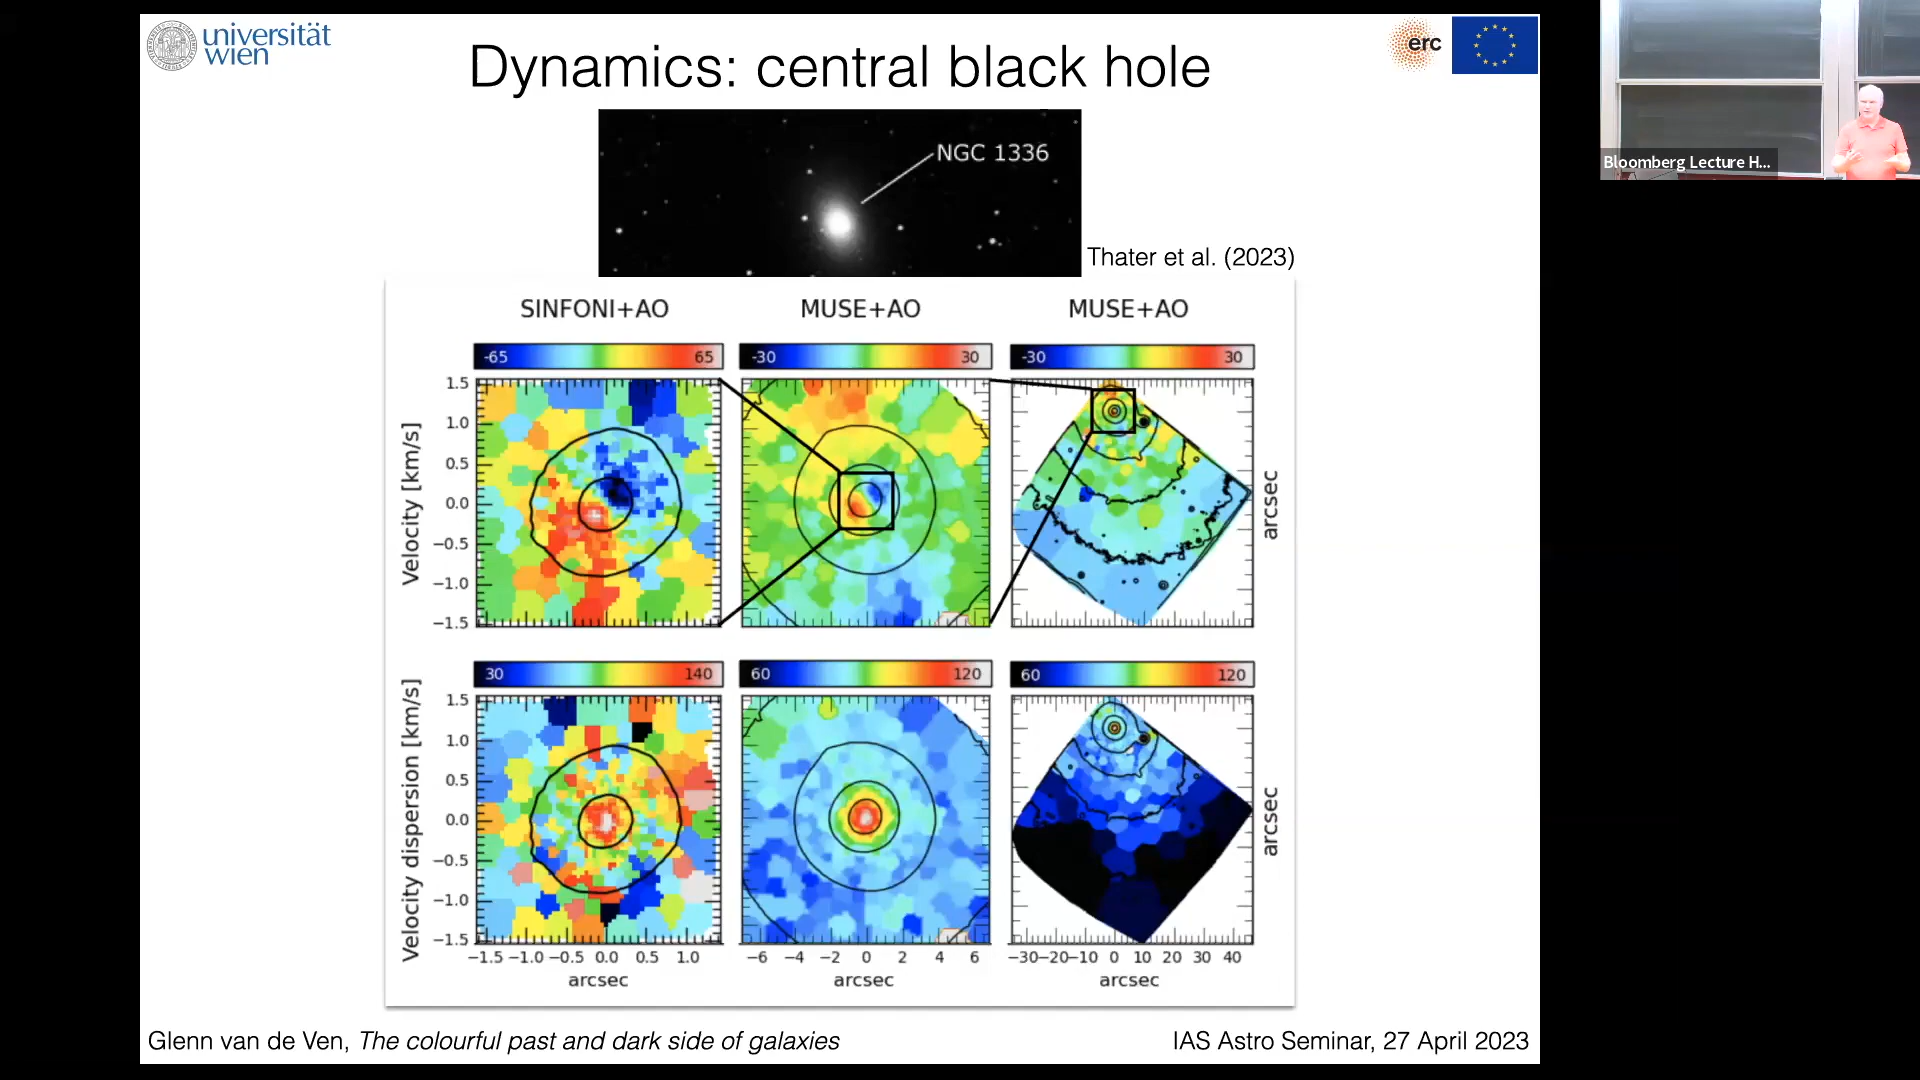 universität
wien
Dynamics: central black hole
erc
NGC 1336
Thater et al. (2023)
Bloomberg Lecture H...
SINFONI+AO MUSE+AO MUSE+AO
-65 65 -30 30 -30 30
Velocity [km/s]
1.5
1.0
0.5
0.0
−0.5
−1.0
−1.5
arcsec
30 140 60 120 60 120
Velocity dispersion [km/s]
1.5
1.0
0.5
0.0
−0.5
−1.0
−1.5
arcsec
−1.5 −1.0 −0.5 0.0 0.5 1.0 −6 −4 −2 0 2 4 6 −30 −20 −10 0 10 20 30 40
arcsec arcsec arcsec
Glenn van de Ven, The colourful past and dark side of galaxies
IAS Astro Seminar, 27 April 2023